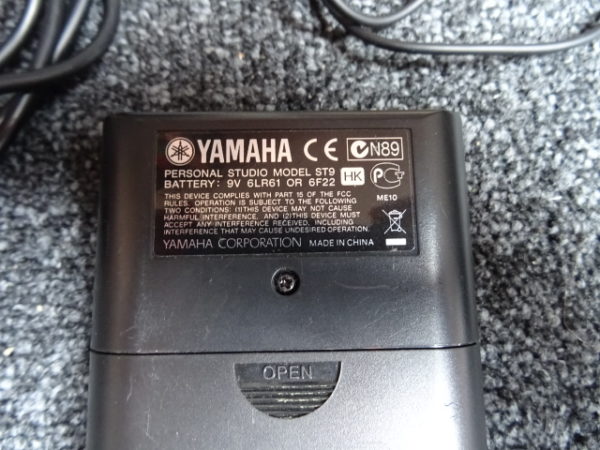 YAMAHA CE N89
PERSONAL STUDIO MODEL ST9
BATTERY: 9V 6LR61 OR 6F22 HK
ME10
THIS DEVICE COMPLIES WITH PART 15 OF THE FCC
RULES. OPERATION IS SUBJECT TO THE FOLLOWING
TWO CONDITIONS: (1)THIS DEVICE MAY NOT CAUSE
HARMFUL INTERFERENCE, AND (2)THIS DEVICE MUST
ACCEPT ANY INTERFERENCE RECEIVED, INCLUDING
INTERFERENCE THAT MAY CAUSE UNDESIRED OPERATION.
YAMAHA CORPORATION MADE IN CHINA
OPEN